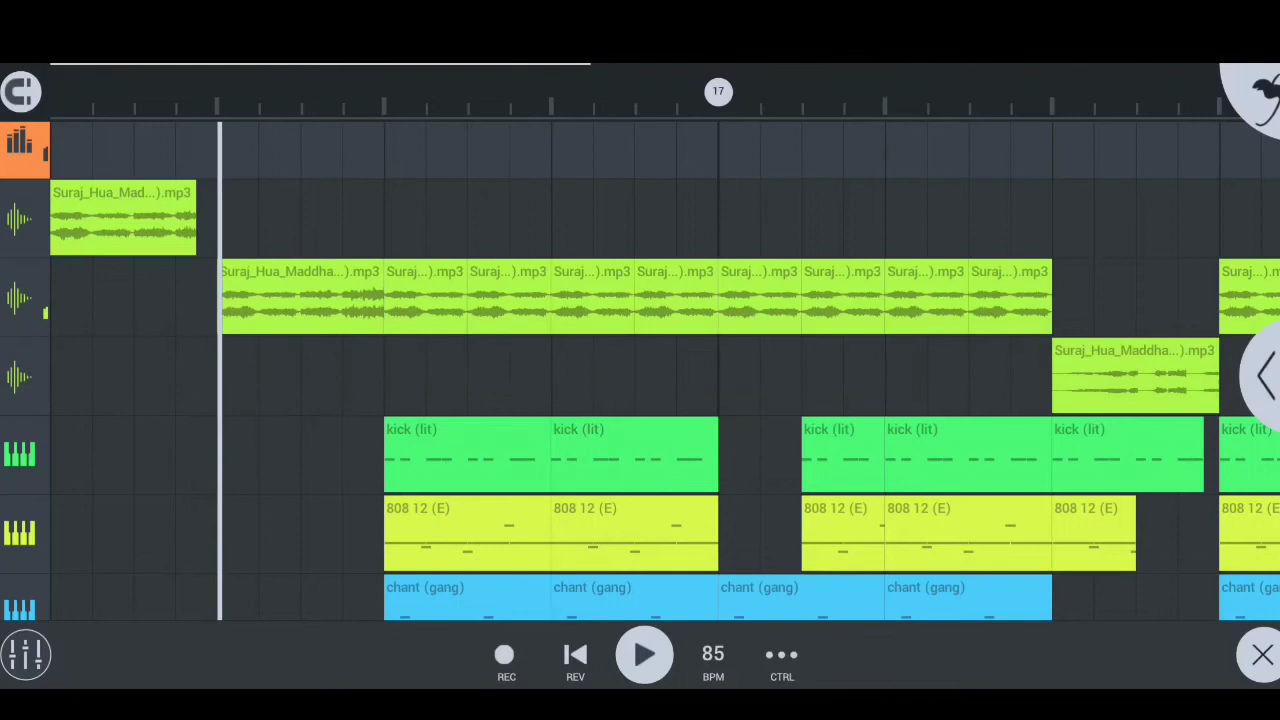 17
Suraj_Hua_Mad...).mp3
Suraj_Hua_Maddha...).mp3 Suraj...).mp3 Suraj...).mp3 Suraj...).mp3 Suraj...).mp3 Suraj...).mp3 Suraj...).mp3 Suraj...).mp3 Suraj...).mp3 Suraj...).m
Suraj_Hua_Maddha...).mp3
kick (lit) kick (lit) kick (lit) kick (lit) kick (lit) kick (lit)
808 12 (E) 808 12 (E) 808 12 (E) 808 12 (E) 808 12 (E) 808 12 (E
chant (gang) chant (gang) chant (gang) chant (gang) chant (ga
85
REC REV BPM CTRL